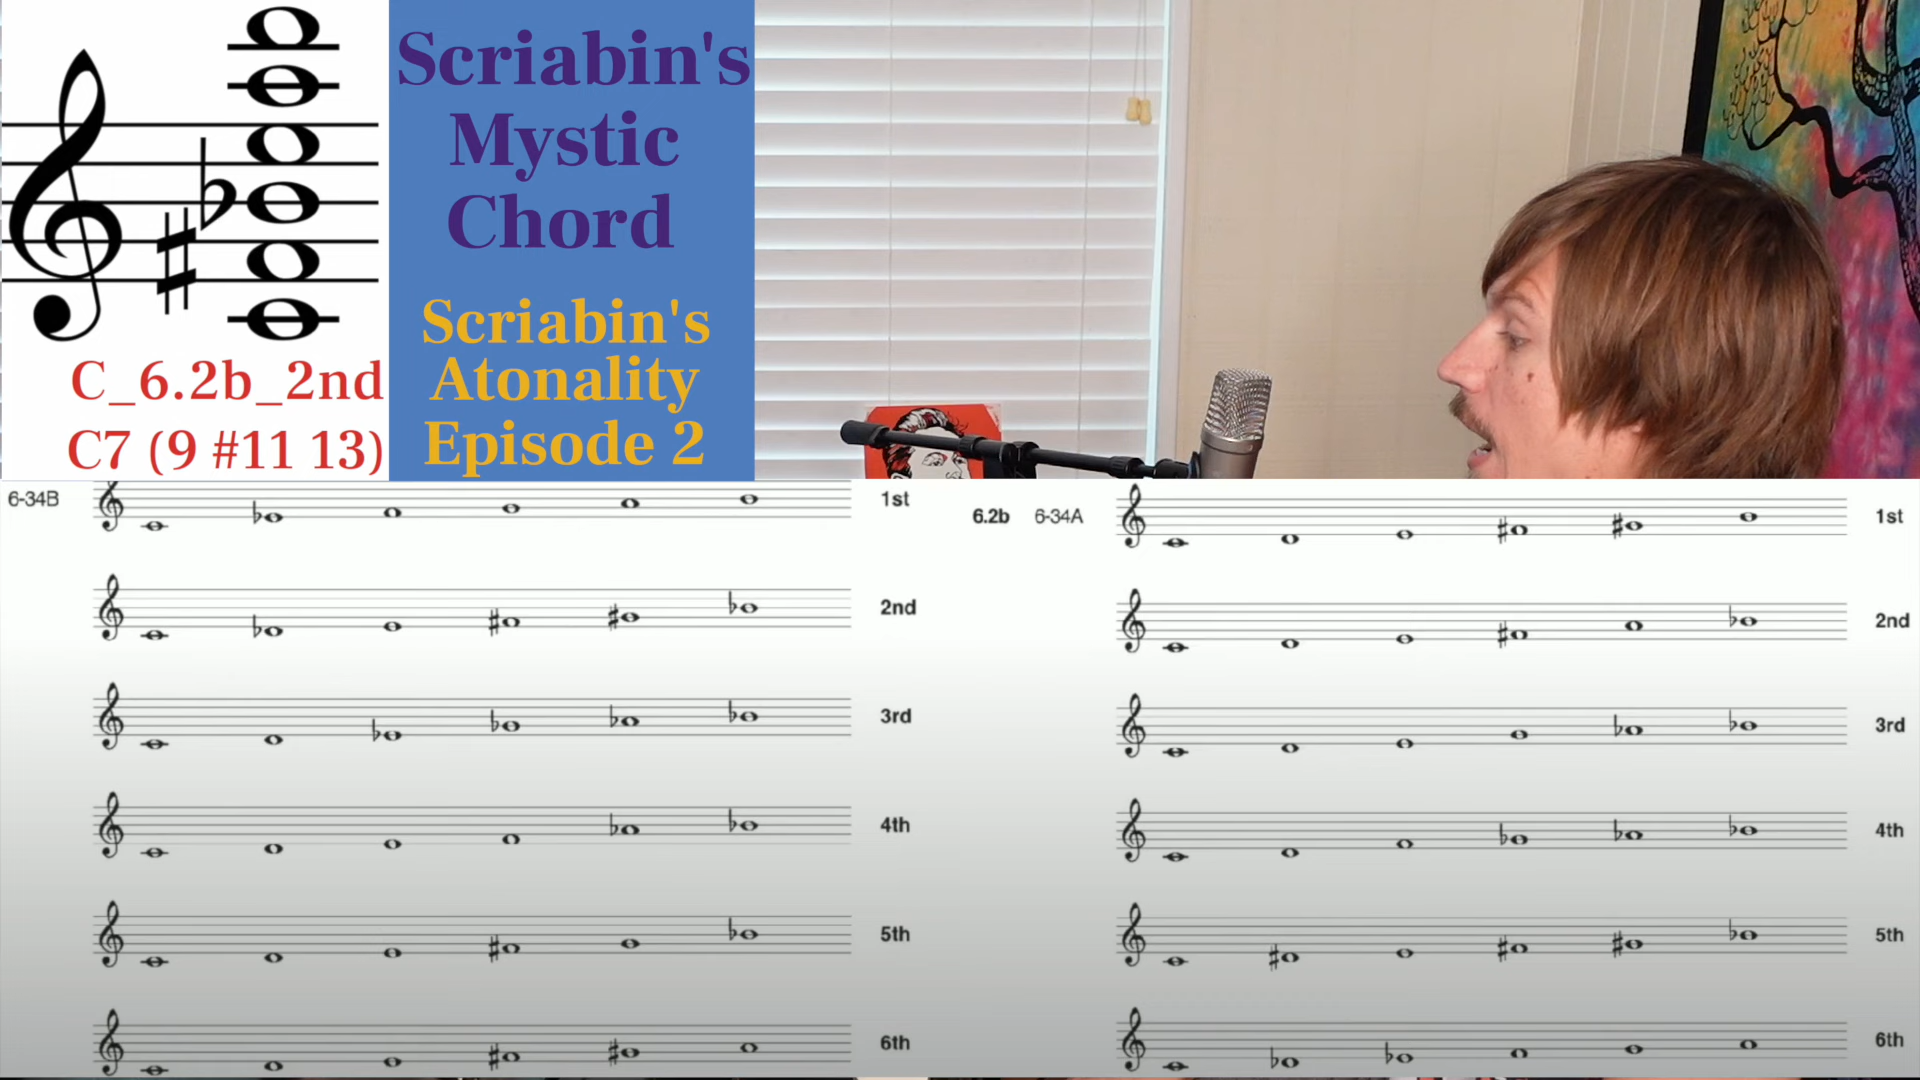 Scriabin's
Mystic
Chord
Scriabin's
Atonality
Episode 2
C_6.2b_2nd
C7 (9 #11 13)
6-34B
1st
2nd
3rd
4th
5th
6th
6.2b 6-34A
1st
2nd
3rd
4th
5th
6th